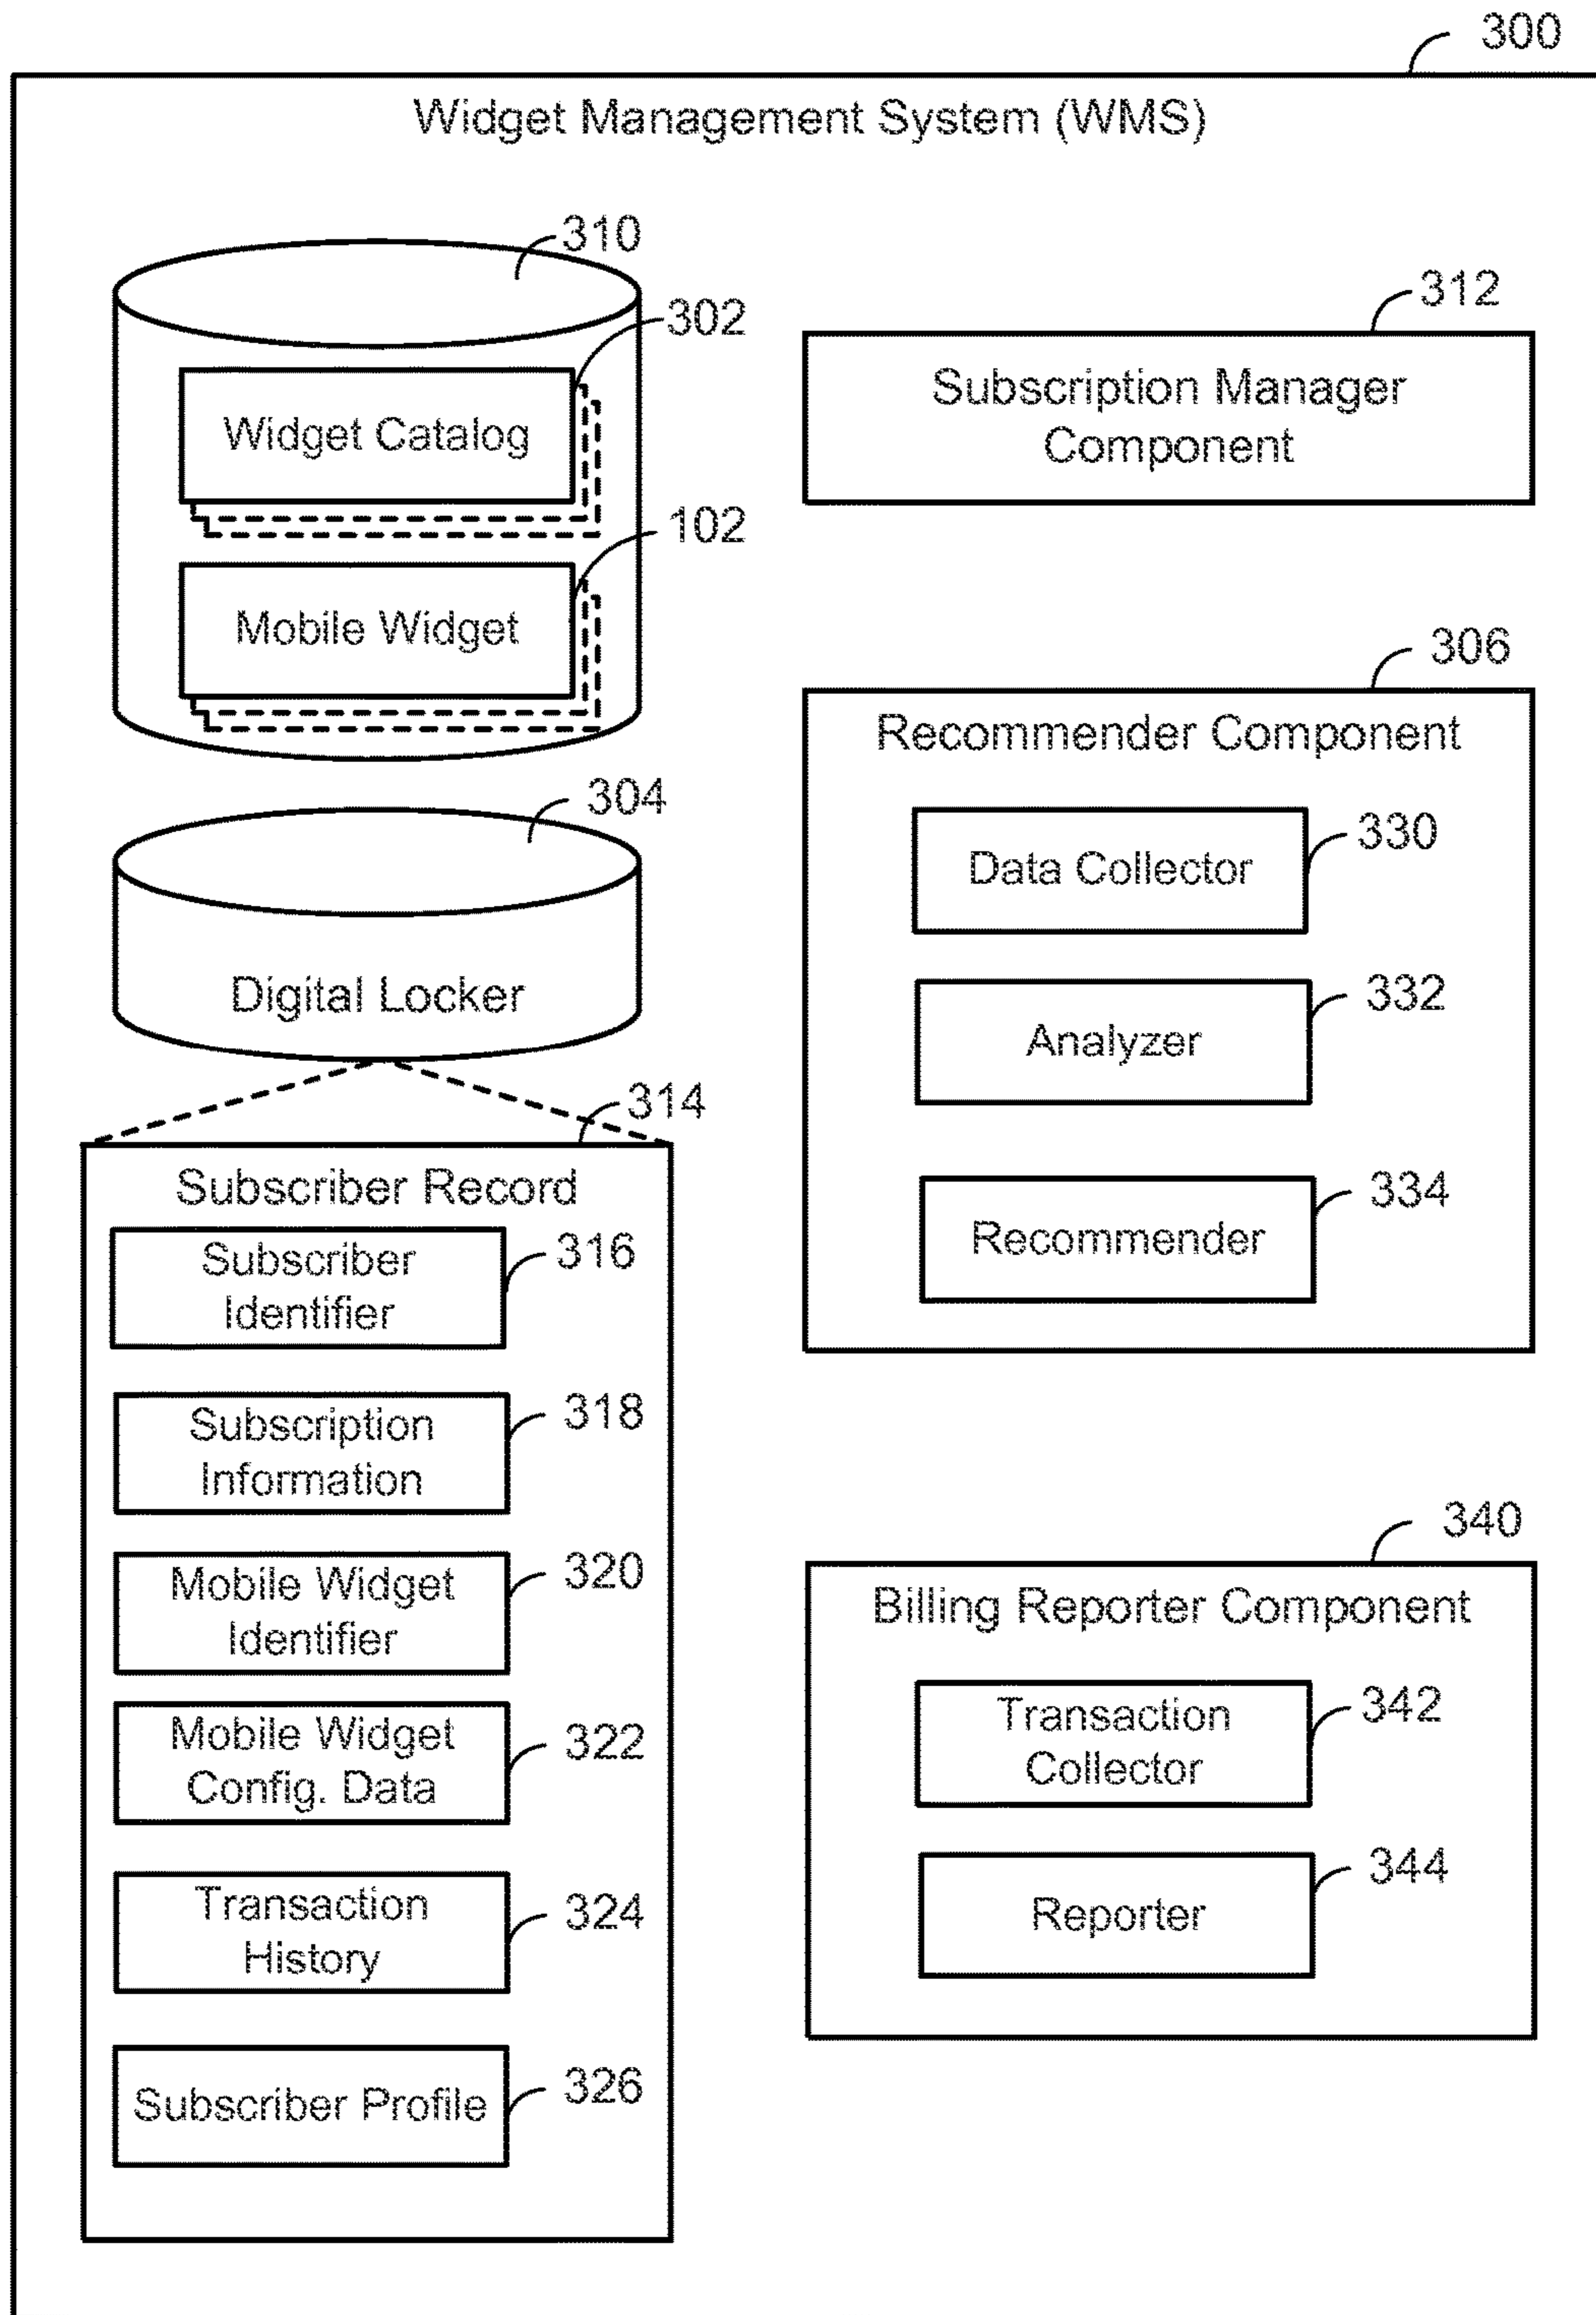 300
Widget Management System (WMS)
310
302
Widget Catalog
102
Mobile Widget
304
Digital Locker
314
Subscriber Record
Subscriber
Identifier
316
Subscription
Information
318
Mobile Widget
Identifier
320
Mobile Widget
Config. Data
322
Transaction
History
324
Subscriber Profile
326
312
Subscription Manager
Component
306
Recommender Component
Data Collector
330
Analyzer
332
Recommender
334
340
Billing Reporter Component
Transaction
Collector
342
Reporter
344